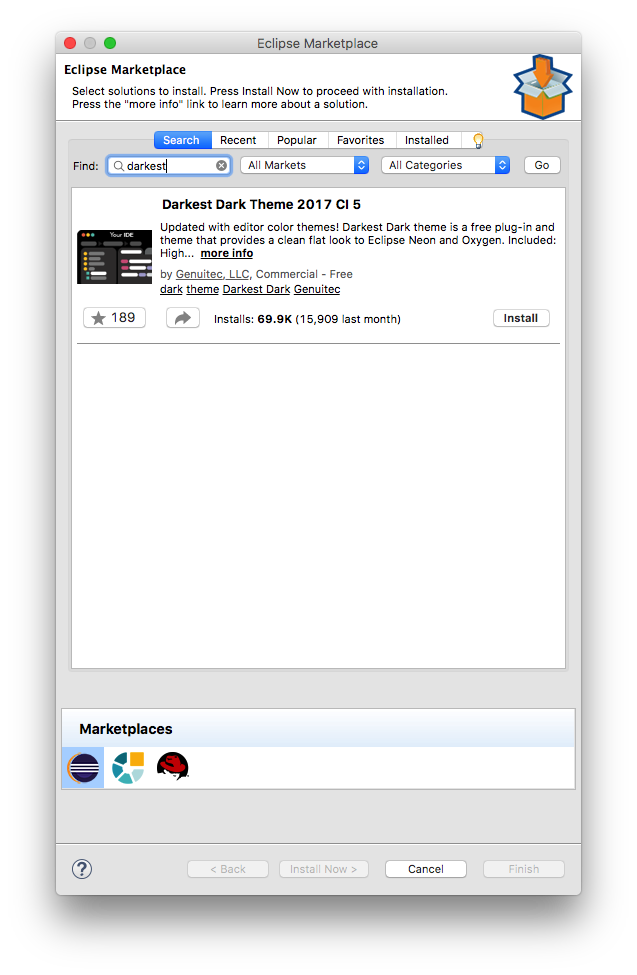 Eclipse Marketplace
Eclipse Marketplace
Select solutions to install. Press Install Now to proceed with installation.
Press the "more info" link to learn more about a solution.
Search Recent Popular Favorites Installed
Find: darkest All Markets All Categories Go
Darkest Dark Theme 2017 CI 5
Your IDE
Updated with editor color themes! Darkest Dark theme is a free plug-in and
theme that provides a clean flat look to Eclipse Neon and Oxygen. Included:
High... more info
by Genuitec, LLC, Commercial - Free
dark theme Darkest Dark Genuitec
189 Installs: 69.9K (15,909 last month) Install
Marketplaces
? < Back Install Now > Cancel Finish